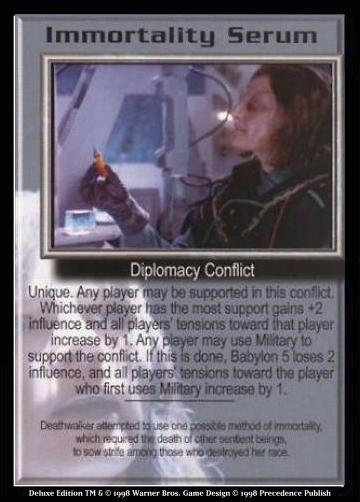 Immortality Serum
Diplomacy Conflict
Unique. Any player may be supported in this conflict.
Whichever player has the most support gains +2
influence and all players' tensions toward that player
increase by 1. Any player may use Military to
support the conflict. If this is done, Babylon 5 loses 2
influence, and all players' tensions toward the player
who first uses Military increase by 1.
Deathwalker attempted to use one possible method of immortality,
which required the death of other sentient beings,
to sow strife among those who destroyed her race.
Deluxe Edition TM & © 1998 Warner Bros. Game Design © 1998 Precedence Publish